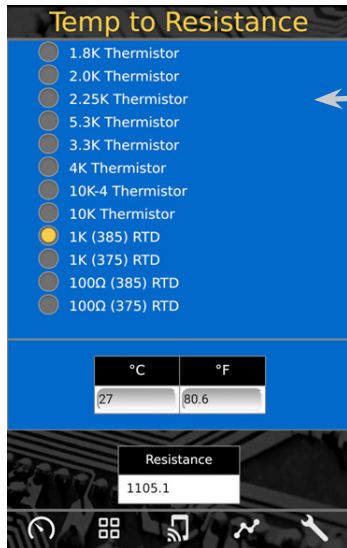 Temp to Resistance
1.8K Thermistor
2.0K Thermistor
2.25K Thermistor
5.3K Thermistor
3.3K Thermistor
4K Thermistor
10K-4 Thermistor
10K Thermistor
1K (385) RTD
1K (375) RTD
100Ω (385) RTD
100Ω (375) RTD
°C °F
27 80.6
Resistance
1105.1